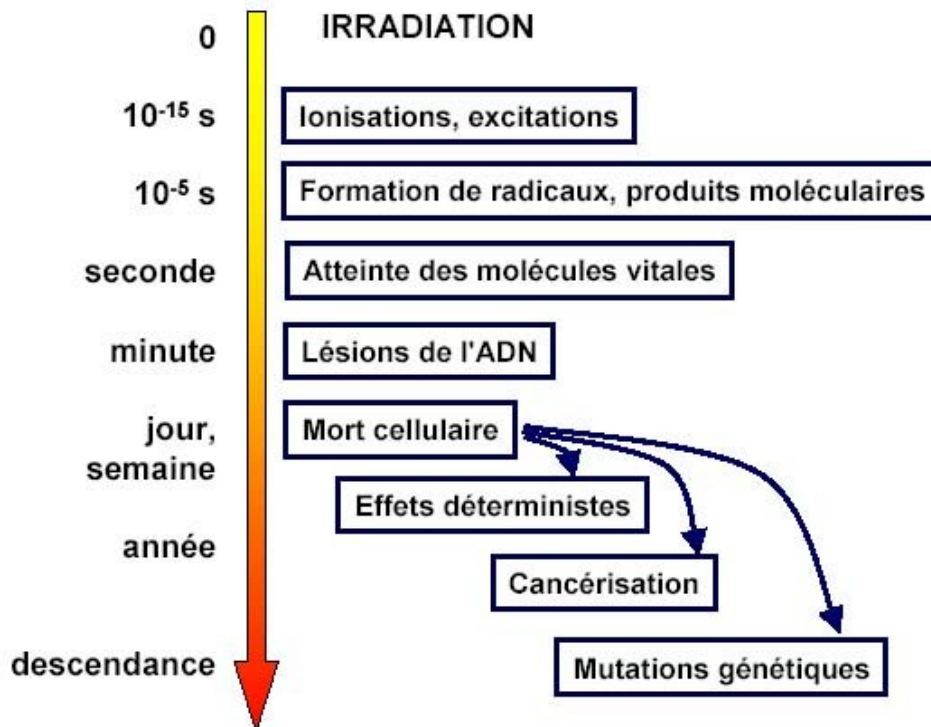 0 IRRADIATION
10⁻¹⁵ s Ionisations, excitations
10⁻⁵ s Formation de radicaux, produits moléculaires
seconde Atteinte des molécules vitales
minute Lésions de l'ADN
jour, Mort cellulaire
semaine
Effets déterministes
année
Cancérisation
descendance Mutations génétiques